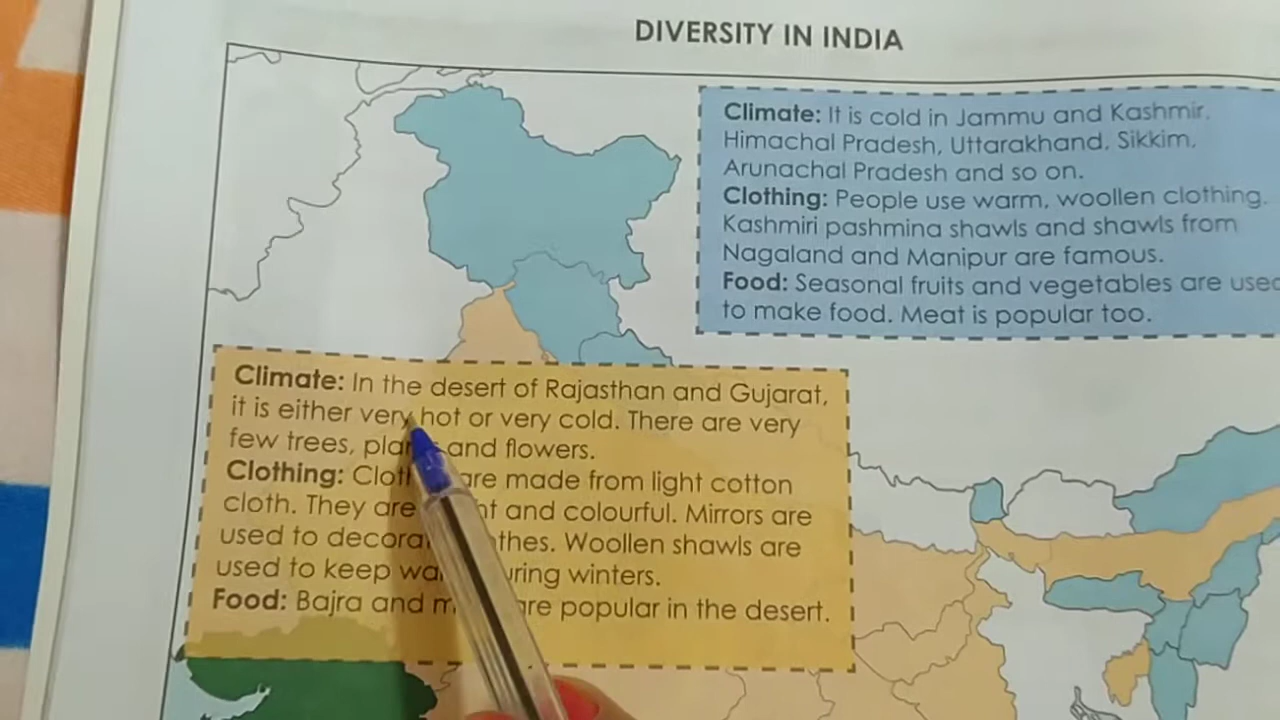 DIVERSITY IN INDIA
Climate: It is cold in Jammu and Kashmir,
Himachal Pradesh, Uttarakhand, Sikkim,
Arunachal Pradesh and so on.
Clothing: People use warm, woollen clothing.
Kashmiri pashmina shawls and shawls from
Nagaland and Manipur are famous.
Food: Seasonal fruits and vegetables are used
to make food. Meat is popular too.
Climate: In the desert of Rajasthan and Gujarat,
it is either very hot or very cold. There are very
few trees, and flowers.
Clothing: are made from light cotton
cloth. They are and colourful. Mirrors are
used to Woollen shawls are
used to keep winters.
Food: Bajra and are popular in the desert.